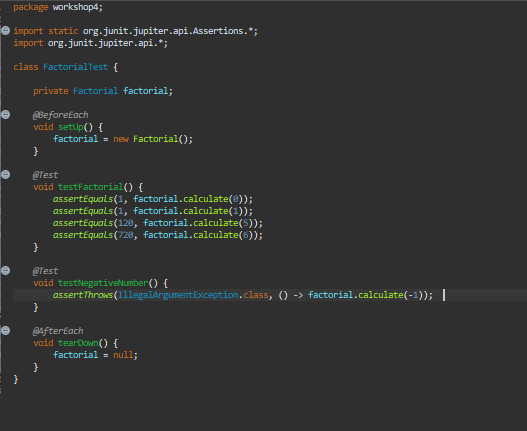 package workshop4;
import static org.junit.jupiter.api.Assertions.*;
import org.junit.jupiter.api.*;
class FactorialTest {
private Factorial factorial;
@BeforeEach
void setUp() {
factorial = new Factorial();
}
@Test
void testFactorial() {
assertEquals(1, factorial.calculate(0));
assertEquals(1, factorial.calculate(1));
assertEquals(120, factorial.calculate(5));
assertEquals(720, factorial.calculate(6));
}
@Test
void testNegativeNumber() {
assertThrows(IllegalArgumentException.class, () -> factorial.calculate(-1));
}
@AfterEach
void tearDown() {
factorial = null;
}
}